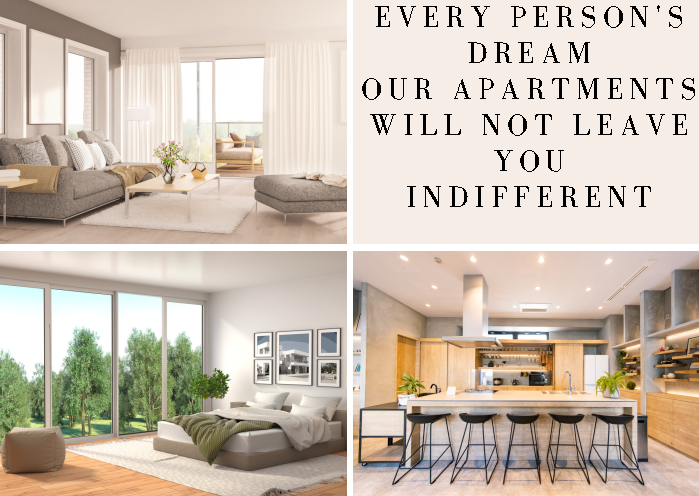 EVERY PERSON'S
DREAM
OUR APARTMENTS
WILL NOT LEAVE
YOU
INDIFFERENT